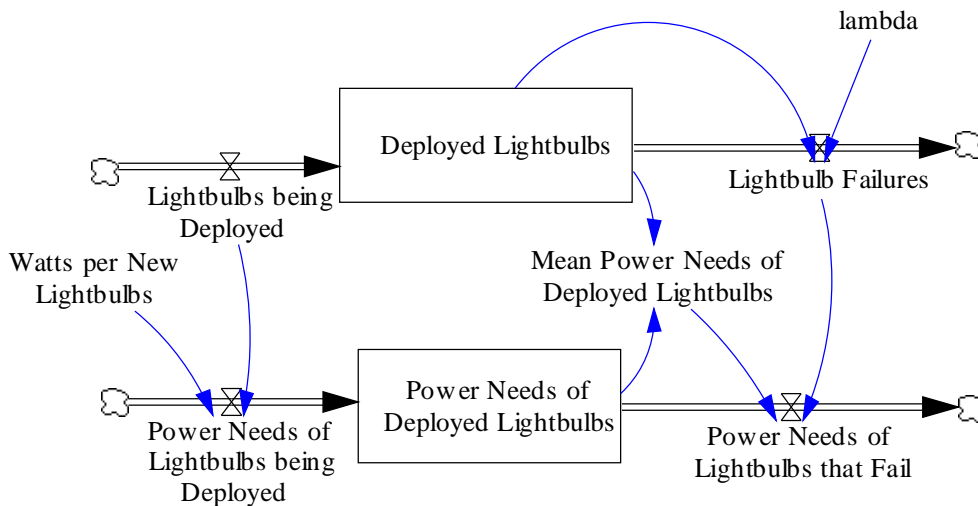 lambda
Deployed Lightbulbs
Lightbulbs being
Deployed
Lightbulb Failures
Watts per New
Lightbulbs
Mean Power Needs of
Deployed Lightbulbs
Power Needs of
Deployed Lightbulbs
Power Needs of
Lightbulbs being
Deployed
Power Needs of
Lightbulbs that Fail